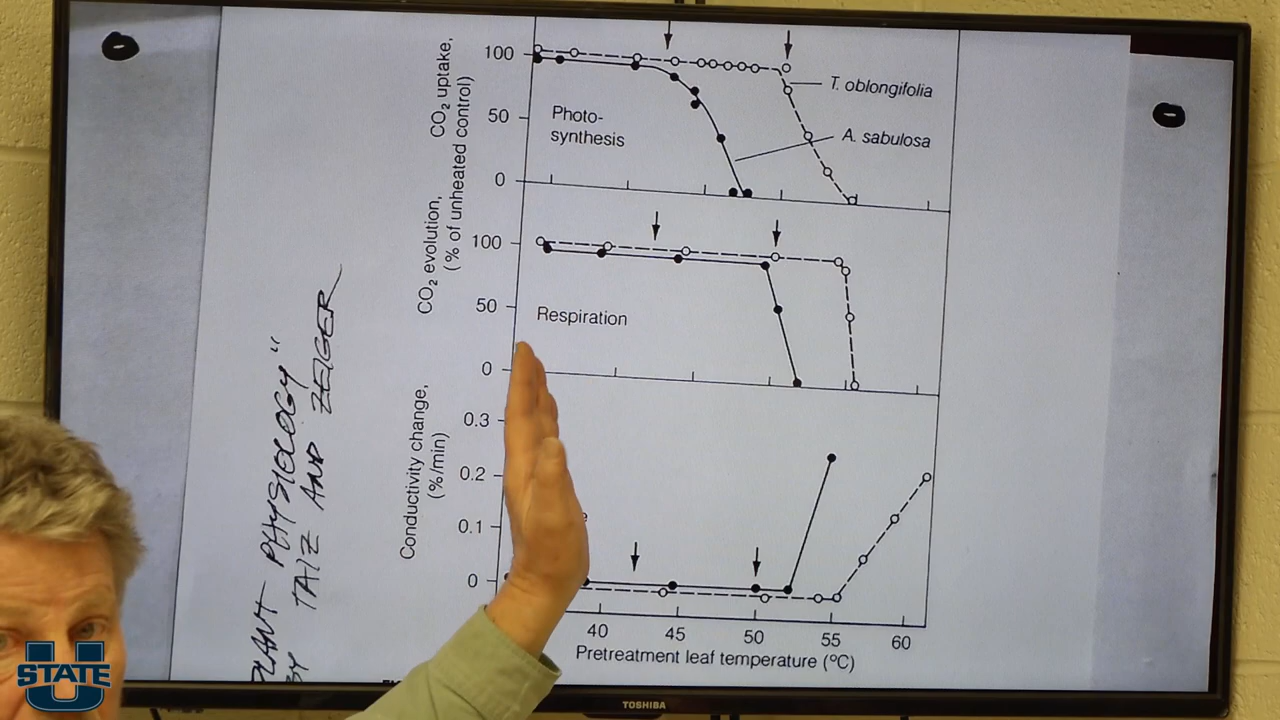 100
50
0
CO₂ uptake,
Photo-
synthesis
T. oblongifolia
A. sabulosa
CO₂ evolution,
(% of unheated control)
100
50
0
Respiration
Conductivity change,
(%/min)
0.3
0.2
0.1
0
40 45 50 55 60
Pretreatment leaf temperature (ºC)
PLANT PHYSIOLOGY"
BY TAIZ AND ZEIGER
TOSHIBA
U STATE